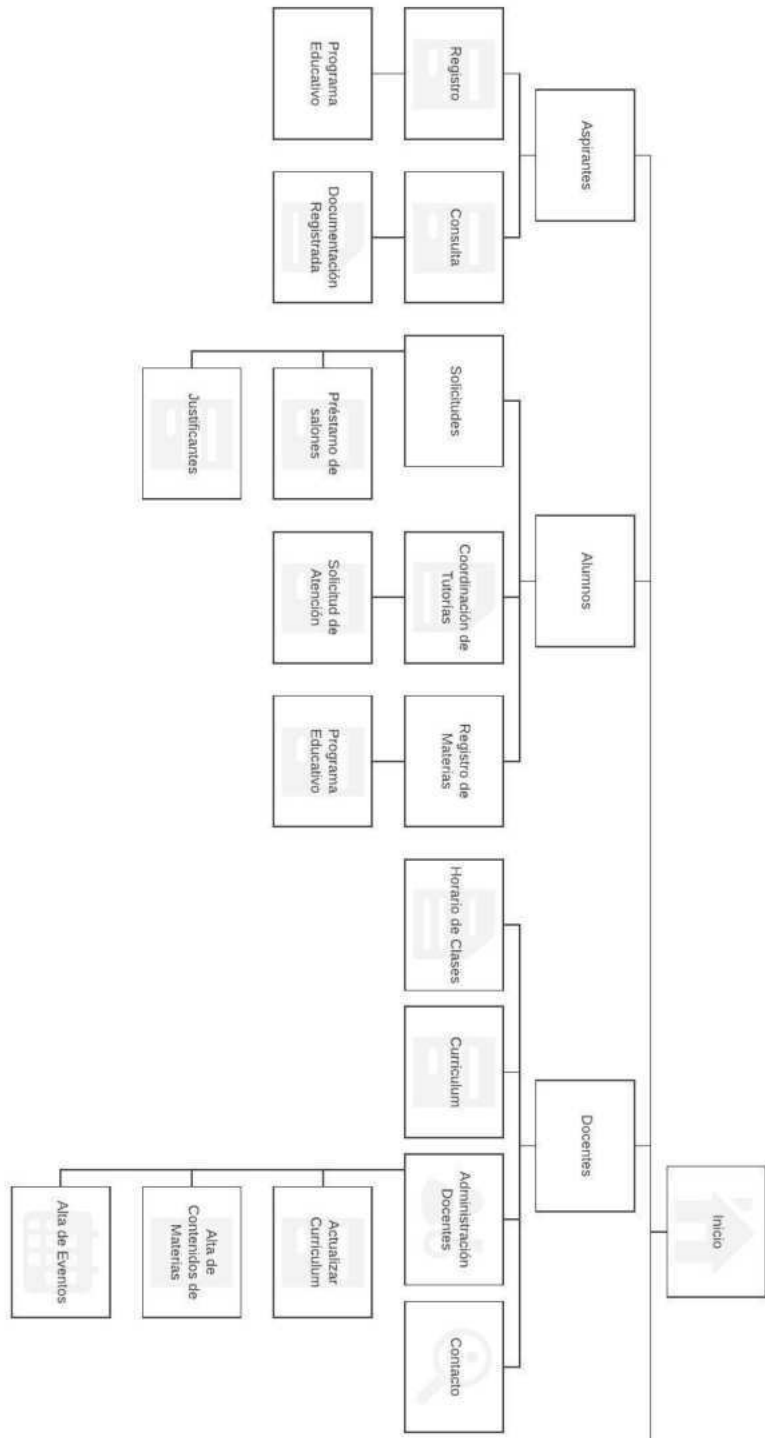 Inicio
Aspirantes
Alumnos
Docentes
Registro
Consulta
Solicitudes
Coordinación de
Tutorías
Registro de
Materias
Horario de Clases
Curriculum
Administración
Docentes
Contacto
Programa
Educativo
Documentación
Registrada
Préstamo de
salones
Solicitud de
Atención
Programa
Educativo
Actualizar
Curriculum
Justificantes
Alta de
Contenidos de
Materias
Alta de Eventos